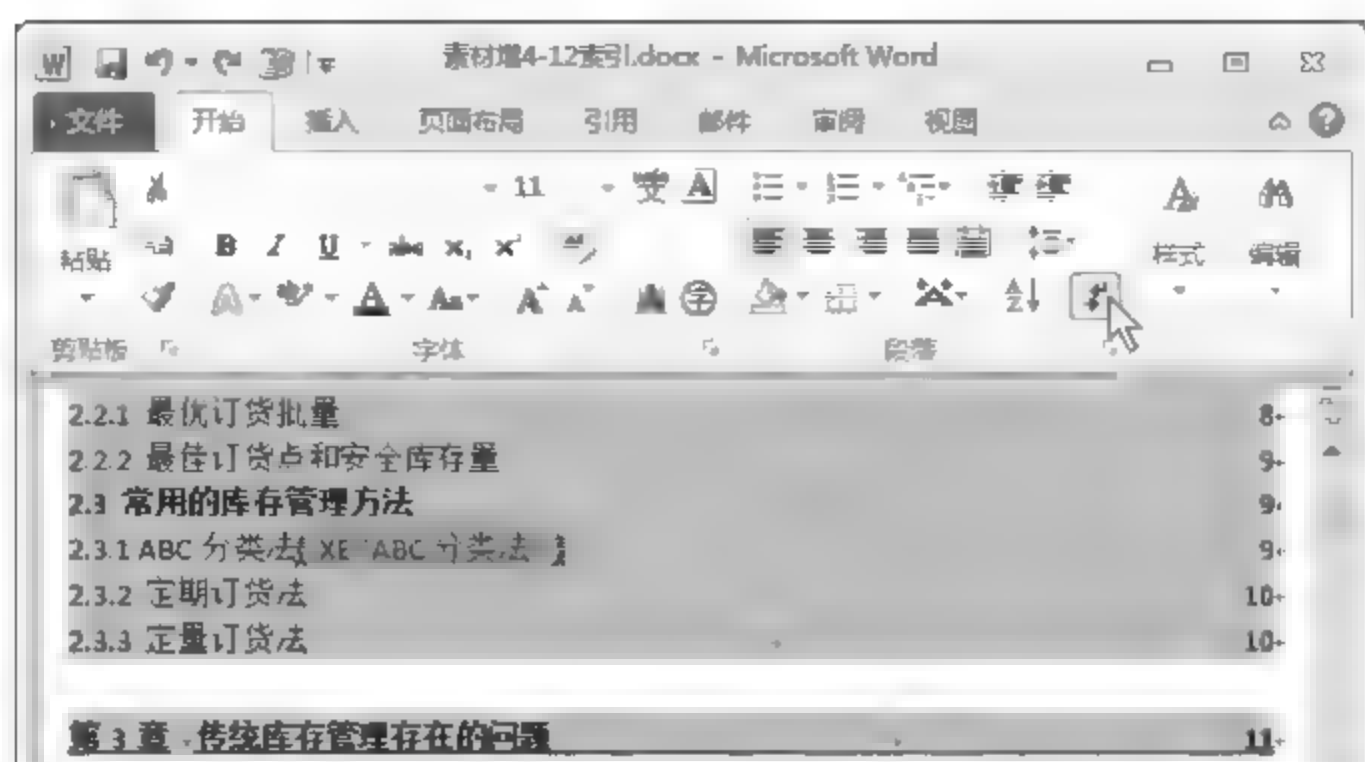 素材增4-12索引.docx - Microsoft Word
文件 开始 插入 页面布局 引用 邮件 审阅 视图
11
粘贴
样式 编辑
剪贴板 字体 段落
2.2.1 最优订货批量 8
2.2.2 最佳订货点和安全库存量 9
2.3 常用的库存管理方法 9
2.3.1 ABC 分类法{ XE "ABC 分类法" } 9
2.3.2 定期订货法 10
2.3.3 定量订货法 10
第 3 章 传统库存管理存在的问题 11